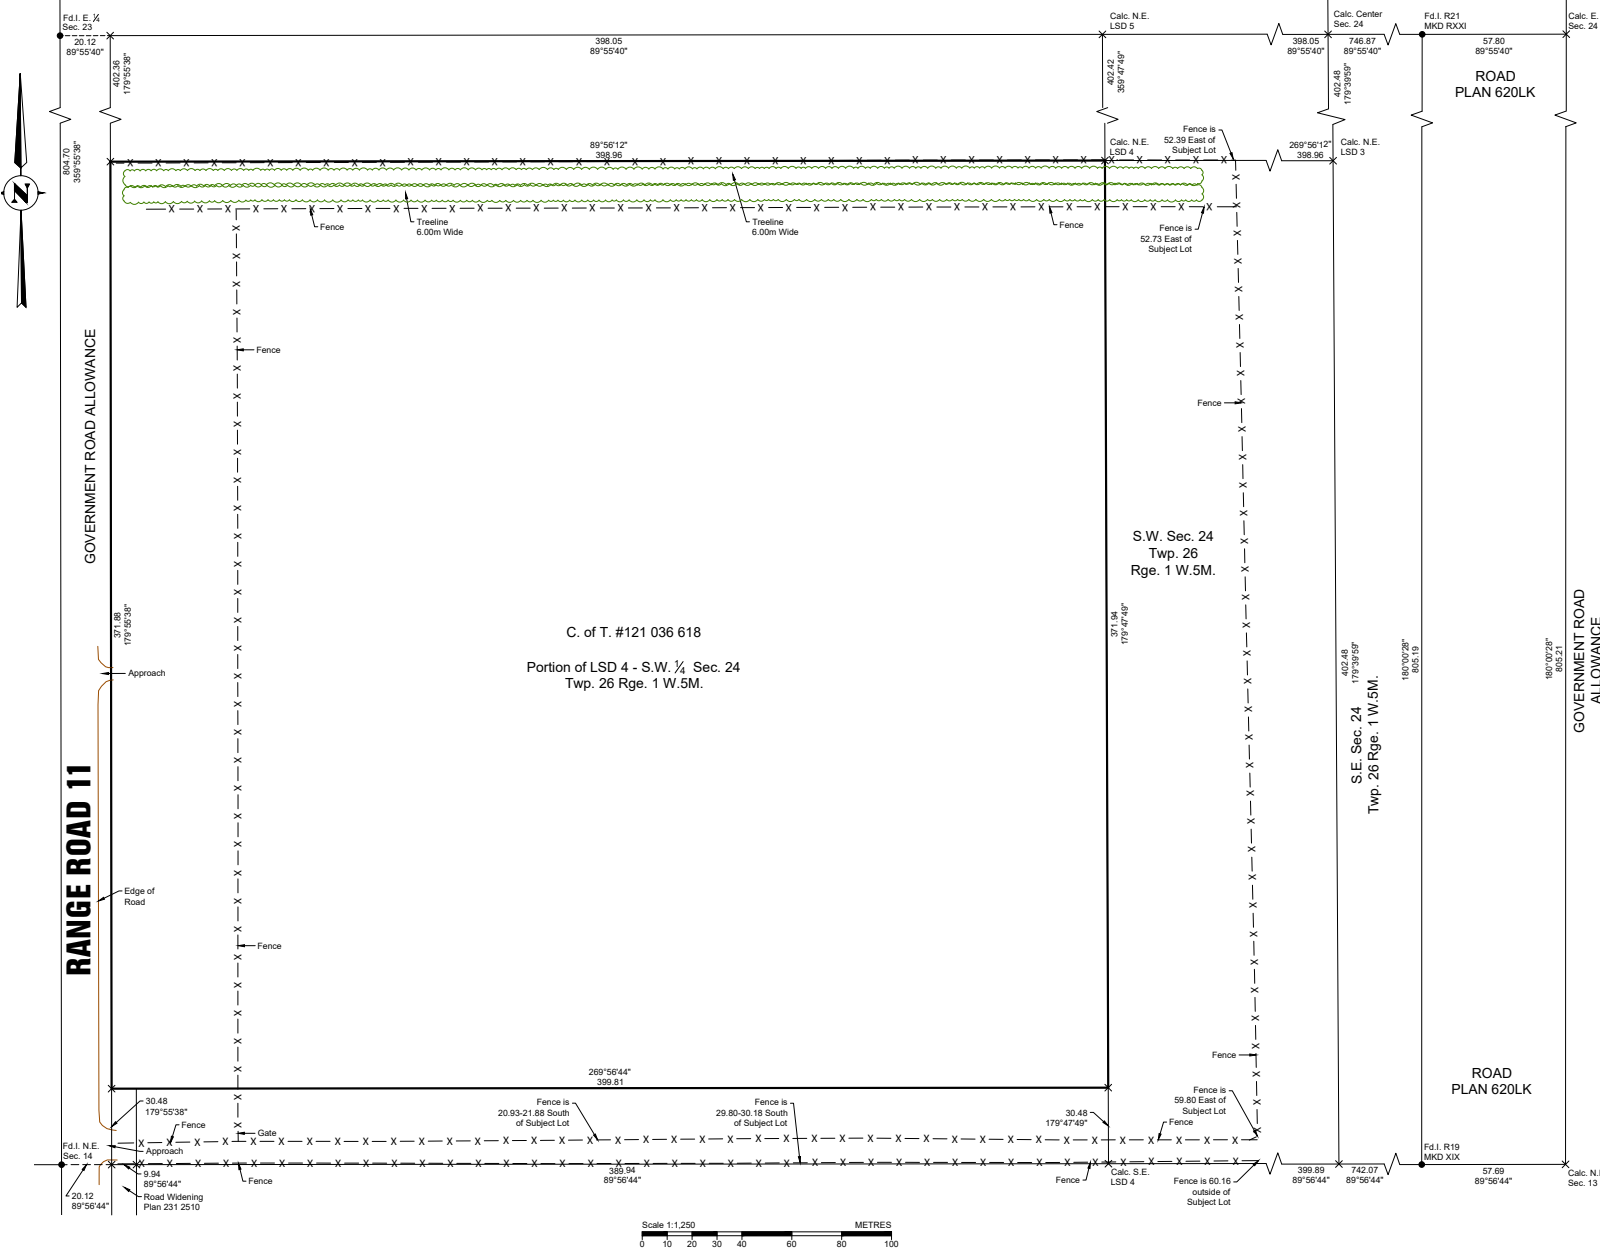 Fd.I. E. ¼
Sec. 23
20.12
89°55'40"
398.05
89°55'40"
Calc. N.E.
LSD 5
398.05
89°55'40"
Calc. Center
Sec. 24
746.87
89°55'40"
Fd.I. R21
MKD RXXI
57.80
89°55'40"
Calc. E.
Sec. 24
402.36
179°55'38"
402.42
359°47'49"
402.48
179°39'59"
ROAD
PLAN 620LK
804.70
359°55'38"
89°56'12"
398.96
Calc. N.E.
LSD 4
Fence is
52.39 East of
Subject Lot
269°56'12"
398.96
Calc. N.E.
LSD 3
N
Fence
Treeline
6.00m Wide
Treeline
6.00m Wide
Fence
Fence is
52.73 East of
Subject Lot
GOVERNMENT ROAD ALLOWANCE
Fence
Fence
S.W. Sec. 24
Twp. 26
Rge. 1 W.5M.
371.88
179°55'38"
C. of T. #121 036 618
Portion of LSD 4 - S.W. ¼ Sec. 24
Twp. 26 Rge. 1 W.5M.
371.94
179°47'49"
402.48
179°39'59"
180°00'28"
805.19
180°00'28"
805.21
GOVERNMENT ROAD
ALLOWANCE
Approach
S.E. Sec. 24
Twp. 26 Rge. 1 W.5M.
RANGE ROAD 11
Edge of
Road
Fence
Fence
269°56'44"
399.81
ROAD
PLAN 620LK
30.48
179°55'38"
Fence
Gate
Fence is
20.93-21.88 South
of Subject Lot
Fence is
29.80-30.18 South
of Subject Lot
30.48
179°47'49"
Fence
Fence is
59.80 East of
Subject Lot
Fd.I. N.E.
Sec. 14
Approach
Fd.I. R19
MKD XIX
9.94
89°56'44"
Fence
389.94
89°56'44"
Fence
Calc. S.E.
LSD 4
Fence is 60.16
outside of
Subject Lot
399.89
89°56'44"
742.07
89°56'44"
57.69
89°56'44"
Calc. N.
Sec. 13
20.12
89°56'44"
Road Widening
Plan 231 2510
Scale 1:1,250
METRES
0 10 20 30 40 60 80 100